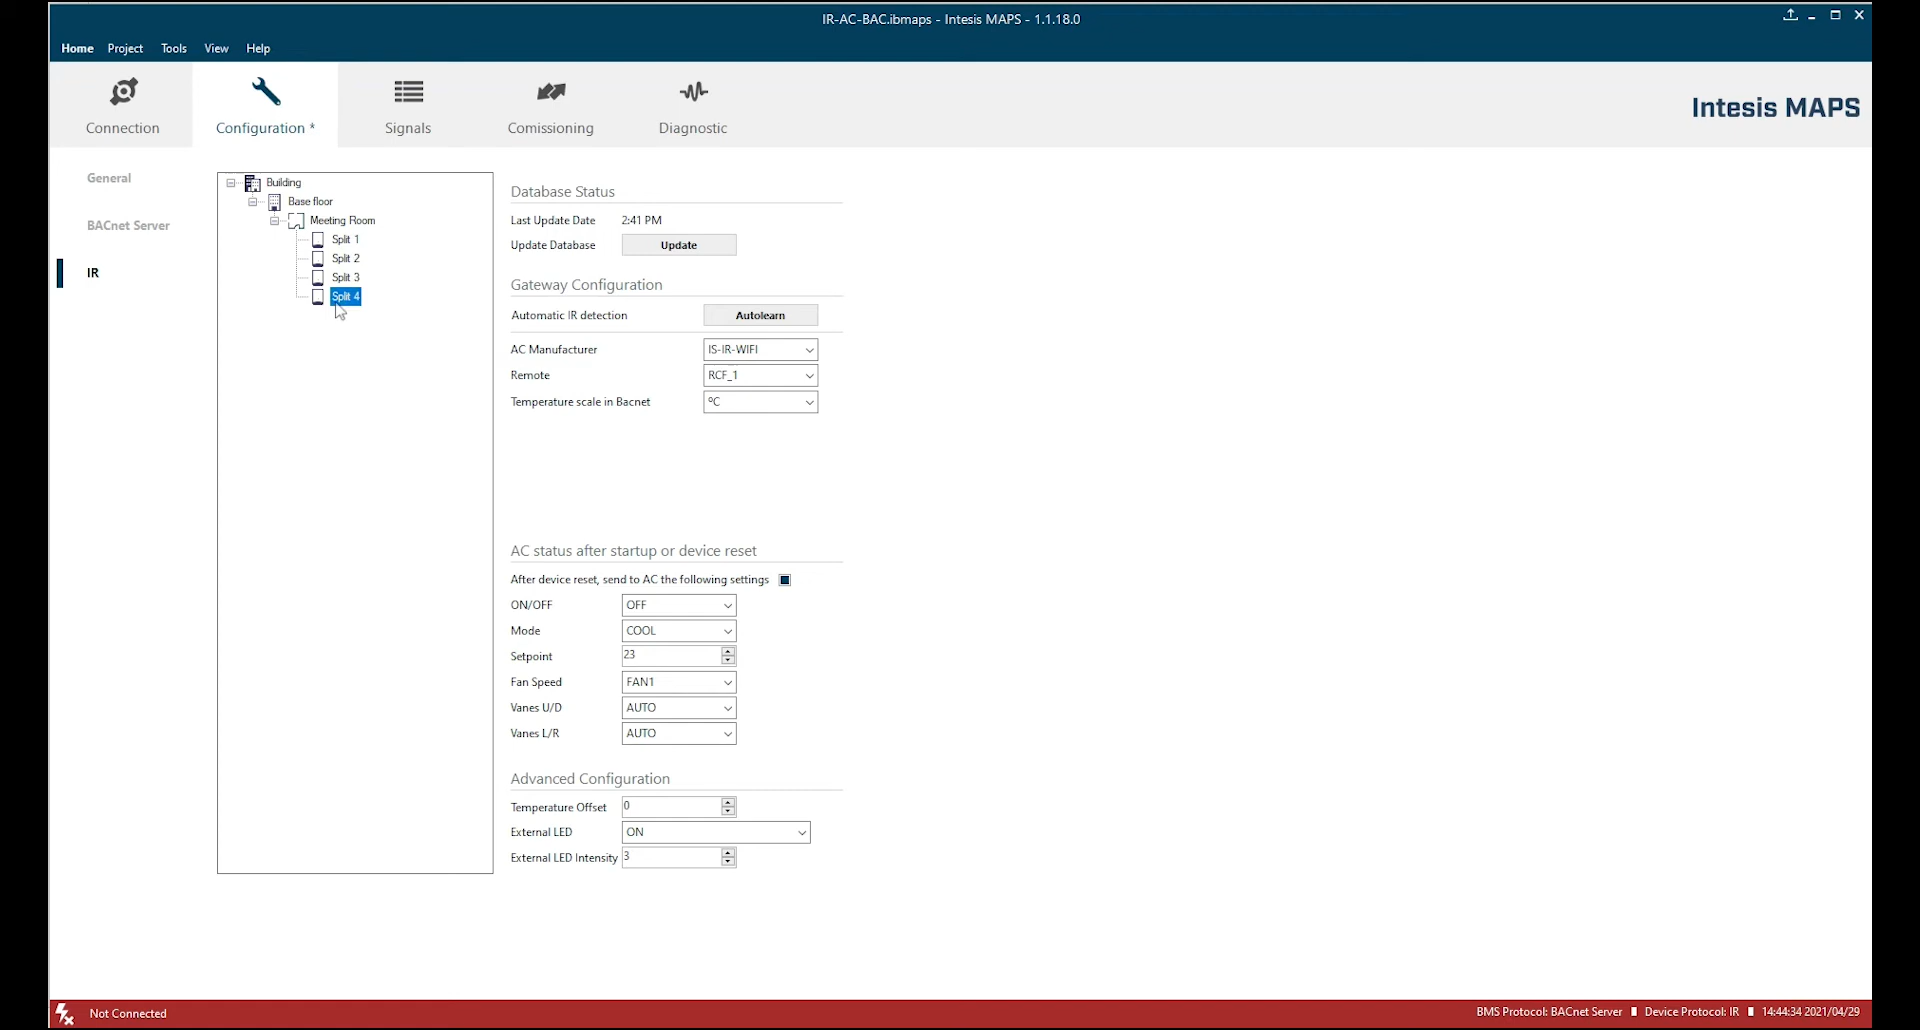 IR-AC-BAC.ibmaps - Intesis MAPS - 1.1.18.0
Home Project Tools View Help
Connection Configuration * Signals Comissioning Diagnostic
Intesis MAPS
General
BACnet Server
IR
Building
Base floor
Meeting Room
Split 1
Split 2
Split 3
Split 4
Database Status
Last Update Date 2:41 PM
Update Database Update
Gateway Configuration
Automatic IR detection Autolearn
AC Manufacturer IS-IR-WIFI
Remote RCF_1
Temperature scale in Bacnet ºC
AC status after startup or device reset
After device reset, send to AC the following settings
ON/OFF OFF
Mode COOL
Setpoint 23
Fan Speed FAN1
Vanes U/D AUTO
Vanes L/R AUTO
Advanced Configuration
Temperature Offset 0
External LED ON
External LED Intensity 3
Not Connected
BMS Protocol: BACnet Server Device Protocol: IR 14:44:34 2021/04/29